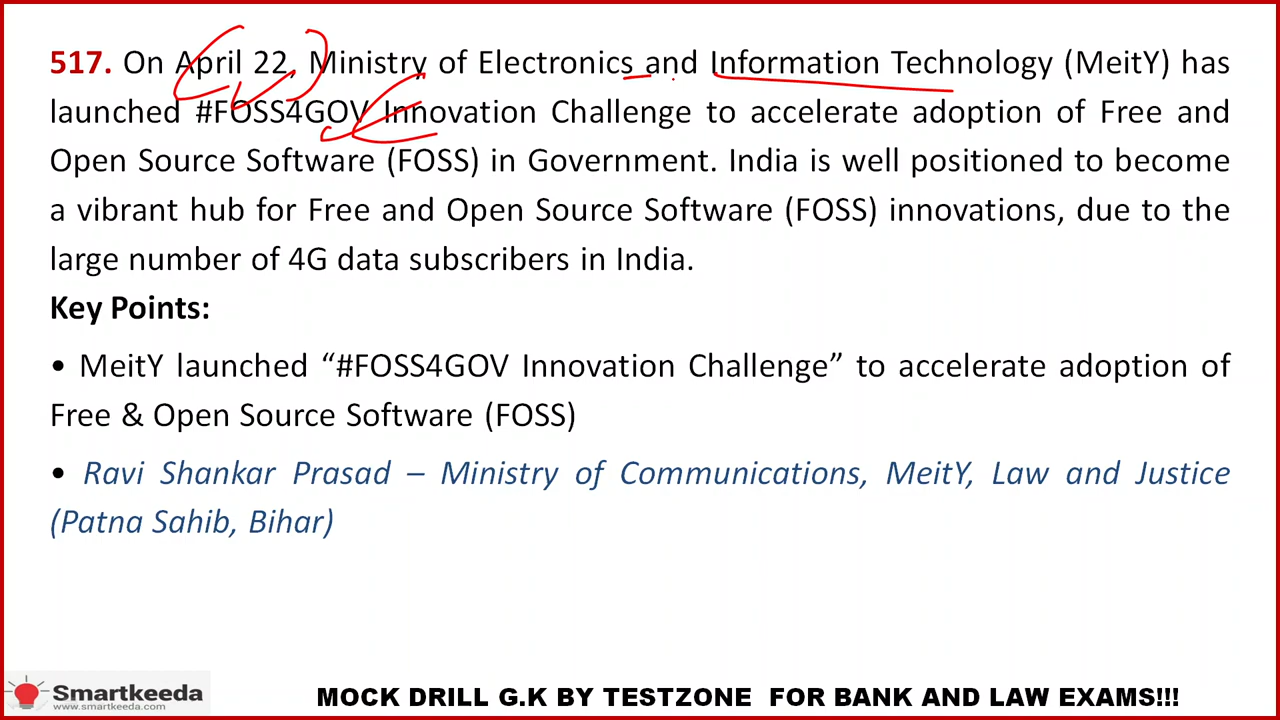 517. On April 22, Ministry of Electronics and Information Technology (MeitY) has
launched #FOSS4GOV Innovation Challenge to accelerate adoption of Free and
Open Source Software (FOSS) in Government. India is well positioned to become
a vibrant hub for Free and Open Source Software (FOSS) innovations, due to the
large number of 4G data subscribers in India.
Key Points:
• MeitY launched “#FOSS4GOV Innovation Challenge” to accelerate adoption of
Free & Open Source Software (FOSS)
• Ravi Shankar Prasad – Ministry of Communications, MeitY, Law and Justice
(Patna Sahib, Bihar)
Smartkeeda
www.smartkeeda.com
MOCK DRILL G.K BY TESTZONE FOR BANK AND LAW EXAMS!!!